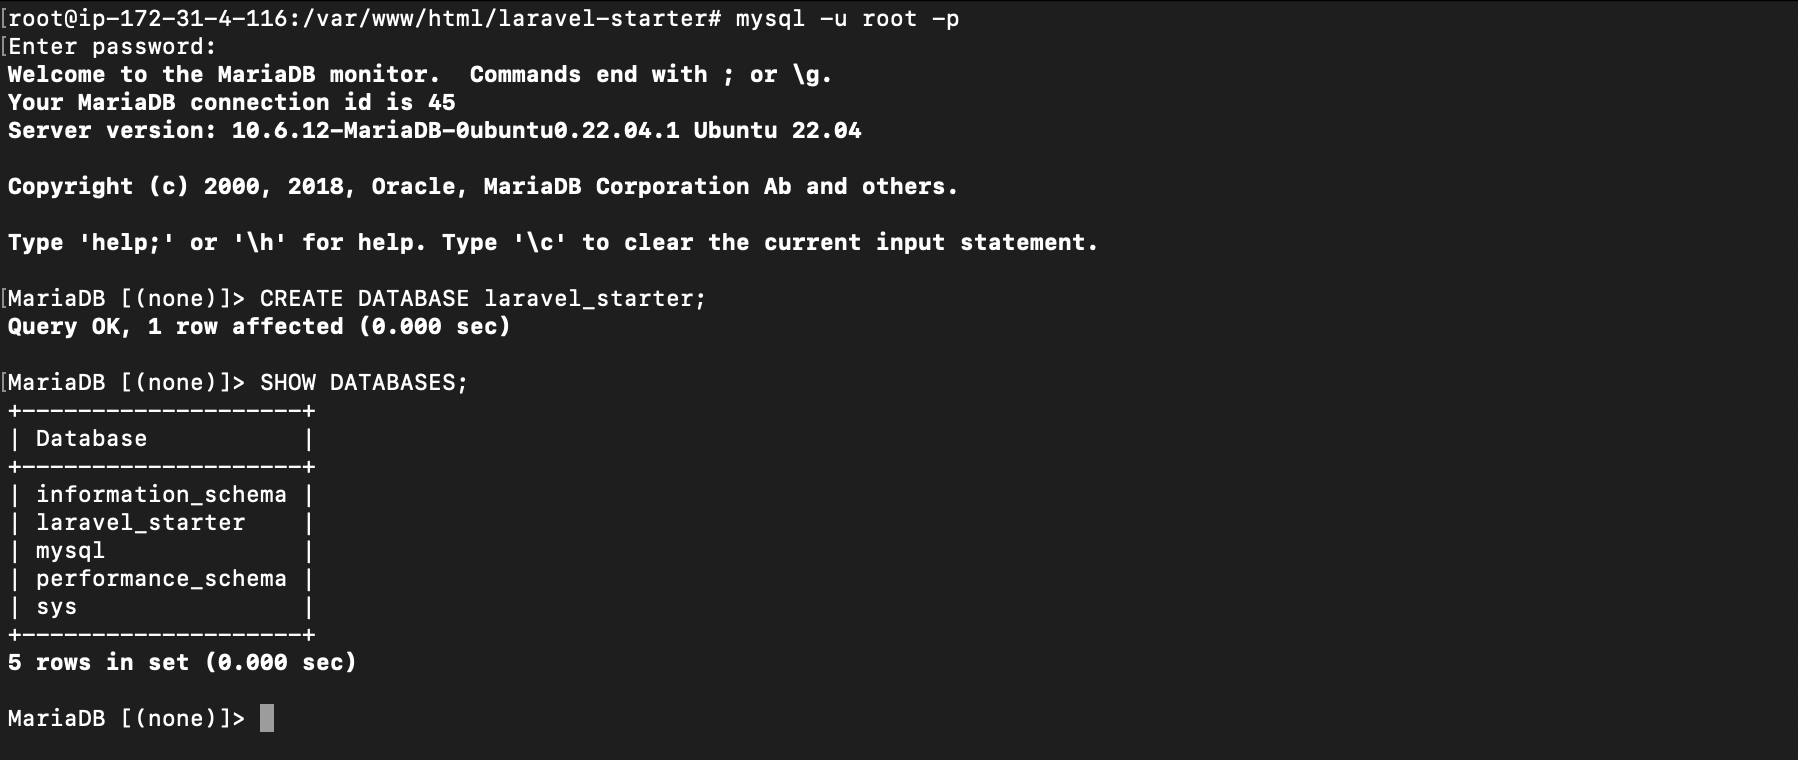 [root@ip-172-31-4-116:/var/www/html/laravel-starter# mysql -u root -p
[Enter password:
Welcome to the MariaDB monitor.  Commands end with ; or \g.
Your MariaDB connection id is 45
Server version: 10.6.12-MariaDB-0ubuntu0.22.04.1 Ubuntu 22.04

Copyright (c) 2000, 2018, Oracle, MariaDB Corporation Ab and others.

Type 'help;' or '\h' for help. Type '\c' to clear the current input statement.

[MariaDB [(none)]> CREATE DATABASE laravel_starter;
Query OK, 1 row affected (0.000 sec)

[MariaDB [(none)]> SHOW DATABASES;
+--------------------+
| Database           |
+--------------------+
| information_schema |
| laravel_starter    |
| mysql              |
| performance_schema |
| sys                |
+--------------------+
5 rows in set (0.000 sec)

MariaDB [(none)]>